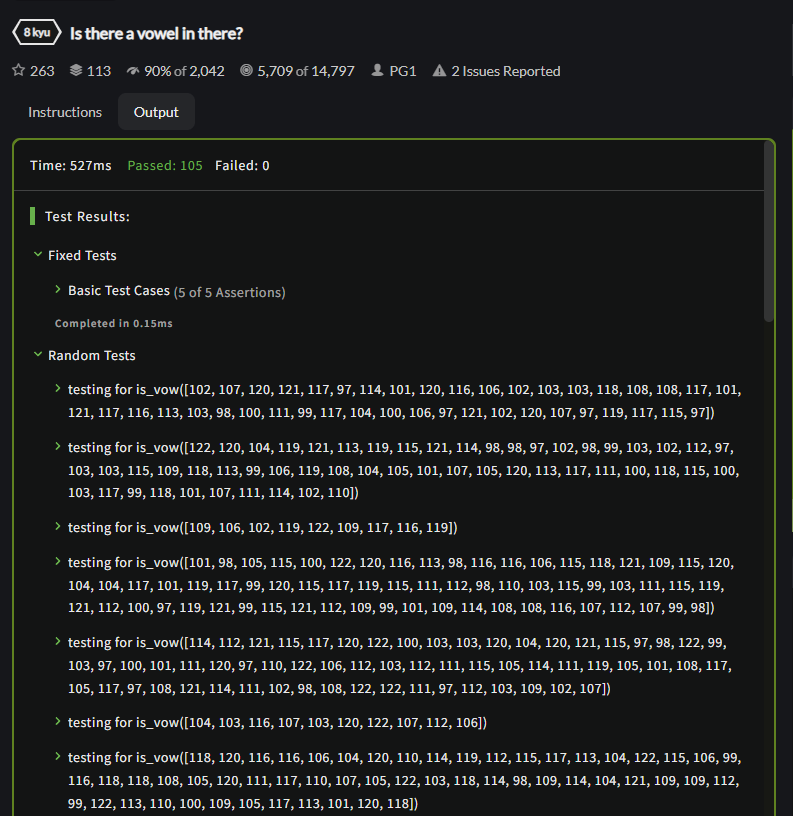 8 kyu Is there a vowel in there?
263 113 90% of 2,042 5,709 of 14,797 PG1 2 Issues Reported
Instructions Output
Time: 527ms Passed: 105 Failed: 0
Test Results:
Fixed Tests
Basic Test Cases (5 of 5 Assertions)
Completed in 0.15ms
Random Tests
testing for is_vow([102, 107, 120, 121, 117, 97, 114, 101, 120, 116, 106, 102, 103, 103, 118, 108, 108, 117, 101,
121, 117, 116, 113, 103, 98, 100, 111, 99, 117, 104, 100, 106, 97, 121, 102, 120, 107, 97, 119, 117, 115, 97])
testing for is_vow([122, 120, 104, 119, 121, 113, 119, 115, 121, 114, 98, 98, 97, 102, 98, 99, 103, 102, 112, 97,
103, 103, 115, 109, 118, 113, 99, 106, 119, 108, 104, 105, 101, 107, 105, 120, 113, 117, 111, 100, 118, 115, 100,
103, 117, 99, 118, 101, 107, 111, 114, 102, 110])
testing for is_vow([109, 106, 102, 119, 122, 109, 117, 116, 119])
testing for is_vow([101, 98, 105, 115, 100, 122, 120, 116, 113, 98, 116, 116, 106, 115, 118, 121, 109, 115, 120,
104, 104, 117, 101, 119, 117, 99, 120, 115, 117, 119, 115, 111, 112, 98, 110, 103, 115, 99, 103, 111, 115, 119,
121, 112, 100, 97, 119, 121, 99, 115, 121, 112, 109, 99, 101, 109, 114, 108, 108, 116, 107, 112, 107, 99, 98])
testing for is_vow([114, 112, 121, 115, 117, 120, 122, 100, 103, 103, 120, 104, 120, 121, 115, 97, 98, 122, 99,
103, 97, 100, 101, 111, 120, 97, 110, 122, 106, 112, 103, 112, 111, 115, 105, 114, 111, 119, 105, 101, 108, 117,
105, 117, 97, 108, 121, 114, 111, 102, 98, 108, 122, 122, 111, 97, 112, 103, 109, 102, 107])
testing for is_vow([104, 103, 116, 107, 103, 120, 122, 107, 112, 106])
testing for is_vow([118, 120, 116, 116, 106, 104, 120, 110, 114, 119, 112, 115, 117, 113, 104, 122, 115, 106, 99,
116, 118, 118, 108, 105, 120, 111, 117, 110, 107, 105, 122, 103, 118, 114, 98, 109, 114, 104, 121, 109, 109, 112,
99, 122, 113, 110, 100, 109, 105, 117, 113, 101, 120, 118])